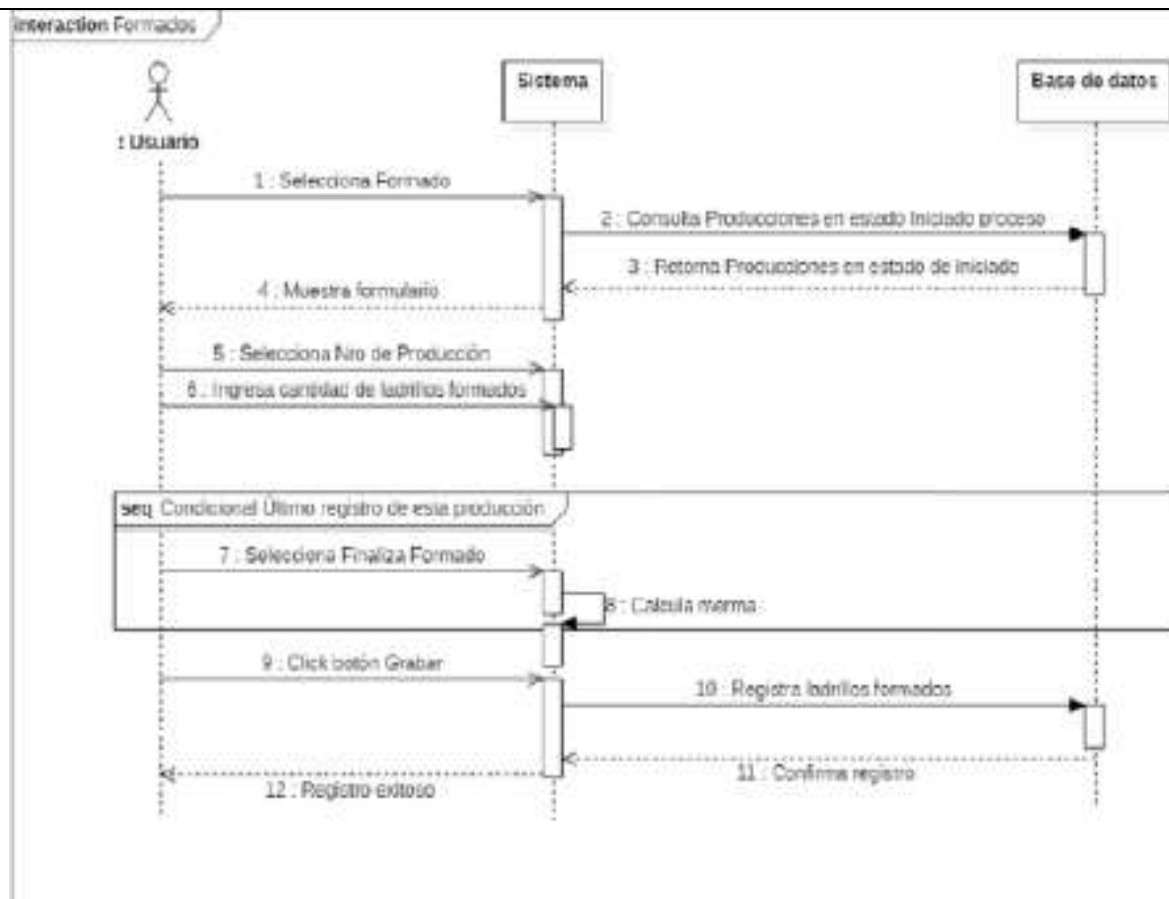 interaction Formados
Sistema
Base de datos
: Usuario
1 : Selecciona Formado
2 : Consulta Producciones en estado Iniciado proceso
3 : Retorna Producciones en estado de Iniciado
4 : Muestra formulario
5 : Selecciona Nro de Producción
6 : Ingresa cantidad de ladrillos formados
seq Condicional Último registro de esta producción
7 : Selecciona Finaliza Formado
8 : Calcula merma
9 : Click botón Grabar
10 : Registra ladrillos formados
11 : Confirma registro
12 : Registro exitoso